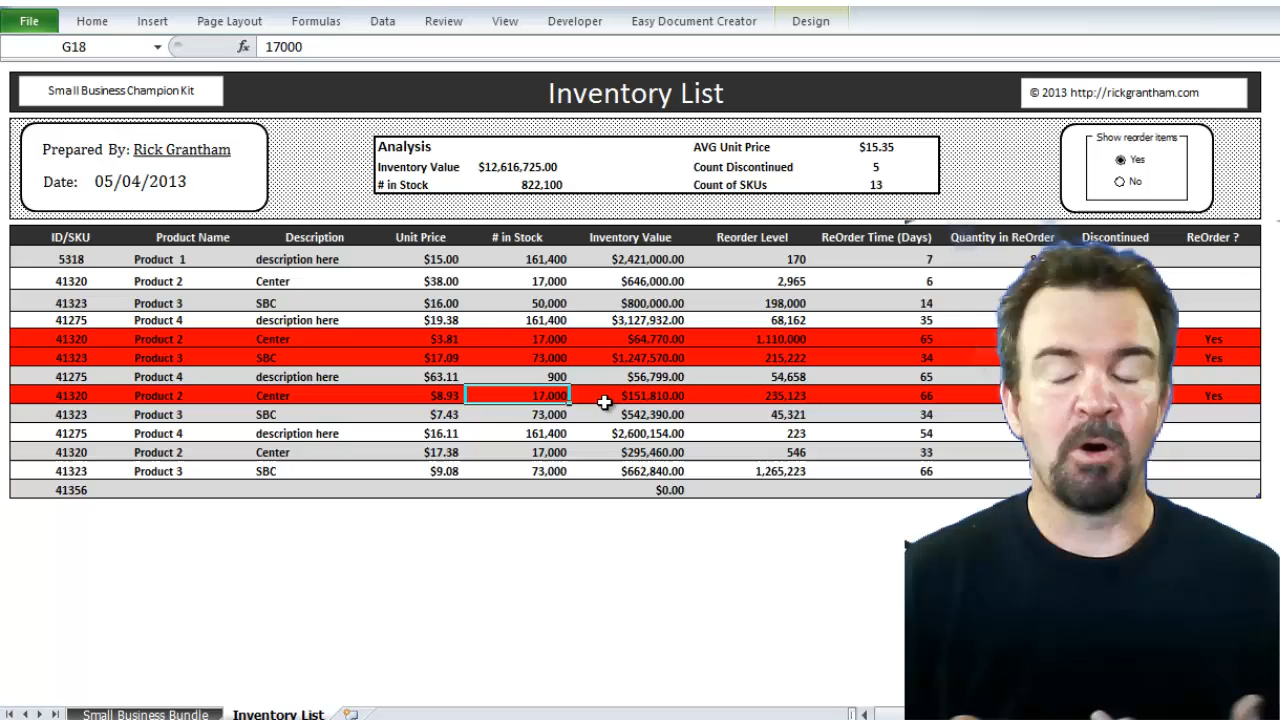 File Home Insert Page Layout Formulas Data Review View Developer Easy Document Creator Design
G18 fx 17000
Small Business Champion Kit Inventory List © 2013 http://rickgrantham.com
Prepared By: Rick Grantham
Date: 05/04/2013
Analysis AVG Unit Price $15.35
Inventory Value $12,616,725.00 Count Discontinued 5
# in Stock 822,100 Count of SKUs 13
Show reorder items
Yes
No
ID/SKU Product Name Description Unit Price # in Stock Inventory Value Reorder Level ReOrder Time (Days) Quantity in ReOrder Discontinued ReOrder ?
5318 Product 1 description here $15.00 161,400 $2,421,000.00 170 7
41320 Product 2 Center $38.00 17,000 $646,000.00 2,965 6
41323 Product 3 SBC $16.00 50,000 $800,000.00 198,000 14
41275 Product 4 description here $19.38 161,400 $3,127,932.00 68,162 35
41320 Product 2 Center $3.81 17,000 $64,770.00 1,110,000 65 Yes
41323 Product 3 SBC $17.09 73,000 $1,247,570.00 215,222 34 Yes
41275 Product 4 description here $63.11 900 $56,799.00 54,658 65
41320 Product 2 Center $8.93 17,000 $151,810.00 235,123 66 Yes
41323 Product 3 SBC $7.43 73,000 $542,390.00 45,321 34
41275 Product 4 description here $16.11 161,400 $2,600,154.00 223 54
41320 Product 2 Center $17.38 17,000 $295,460.00 546 33
41323 Product 3 SBC $9.08 73,000 $662,840.00 1,265,223 66
41356 $0.00
Small Business Bundle Inventory List